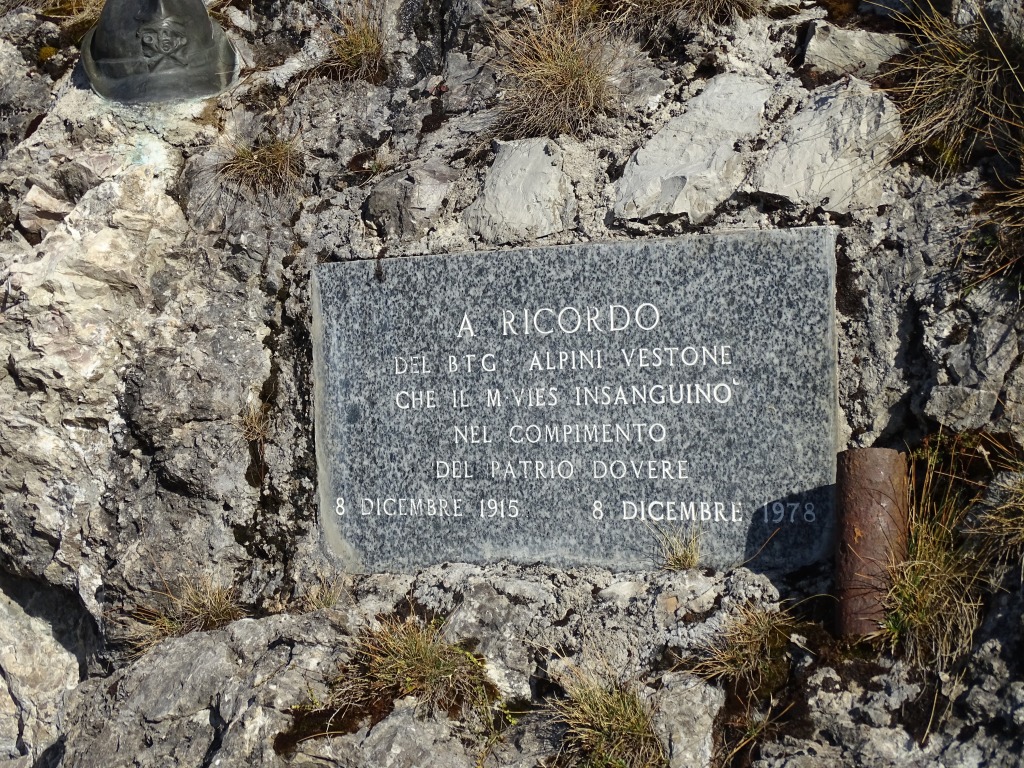 A RICORDO
DEL BTG ALPINI VESTONE
CHE IL M. VIES INSANGUINÒ
NEL COMPIMENTO
DEL PATRIO DOVERE
8 DICEMBRE 1915 8 DICEMBRE 1978